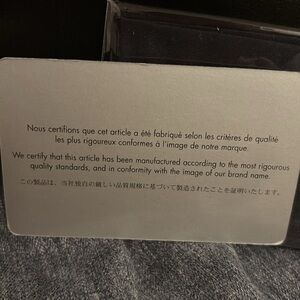 Nous certifions que cet article a été fabriqué selon les critères de qualité
les plus rigoureux conformes à l'image de notre marque.
We certify that this article has been manufactured according to the most rigourous
quality standards, and in conformity with the image of our brand name.
この製品は、当社独自の厳しい品質規格に基づいて製造されたことを証明いたします。